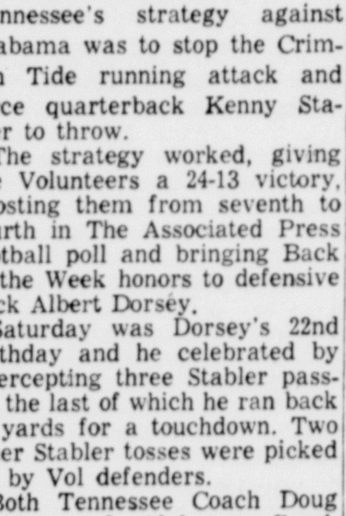 nnessee's strategy against
abama was to stop the Crim-
n Tide running attack and
ce quarterback Kenny Sta-
r to throw.
The strategy worked, giving
e Volunteers a 24-13 victory,
osting them from seventh to
urth in The Associated Press
otball poll and bringing Back
the Week honors to defensive
ck Albert Dorsey.
Saturday was Dorsey's 22nd
thday and he celebrated by
ercepting three Stabler pass-
the last of which he ran back
yards for a touchdown. Two
er Stabler tosses were picked
by Vol defenders.
Both Tennessee Coach Doug